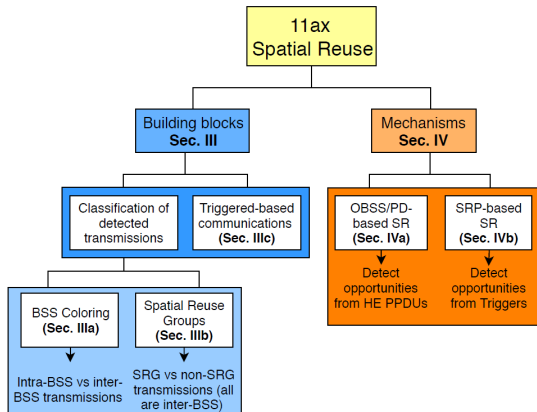 11ax
Spatial Reuse
Building blocks
Sec. III
Mechanisms
Sec. IV
Classification of
detected
transmissions
Triggered-based
communications
(Sec. IIIc)
OBSS/PD-
based SR
(Sec. IVa)
SRP-based
SR
(Sec. IVb)
Detect
opportunities
from HE PPDUs
Detect
opportunities
from Triggers
BSS Coloring
(Sec. IIIa)
Spatial Reuse
Groups
(Sec. IIIb)
Intra-BSS vs inter-
BSS transmissions
SRG vs non-SRG
transmissions (all
are inter-BSS)